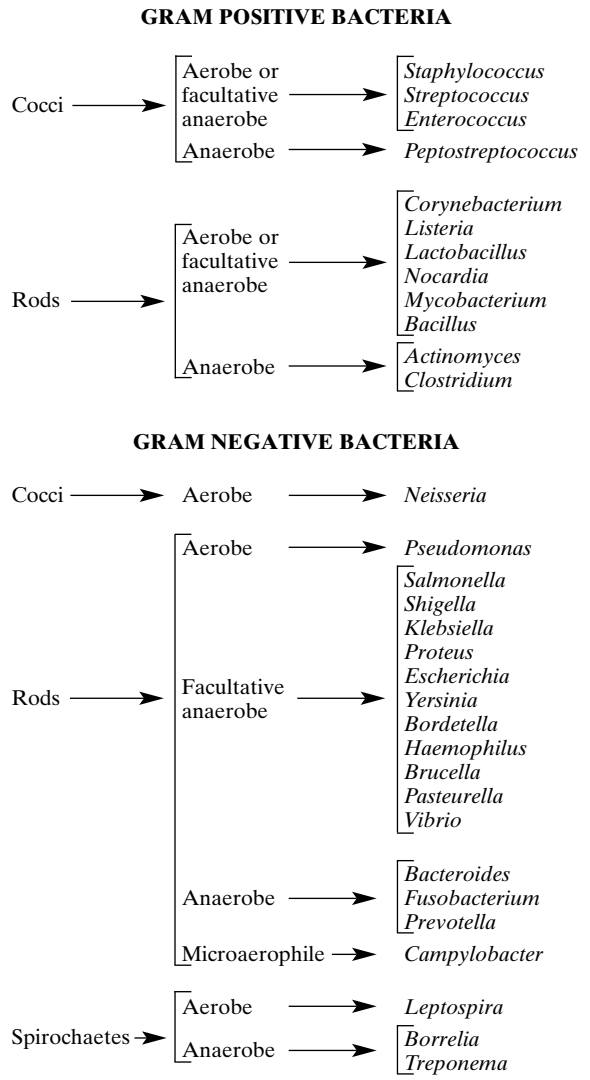 GRAM POSITIVE BACTERIA
Cocci
Aerobe or
facultative
anaerobe
Staphylococcus
Streptococcus
Enterococcus
Anaerobe
Peptostreptococcus
Rods
Aerobe or
facultative
anaerobe
Corynebacterium
Listeria
Lactobacillus
Nocardia
Mycobacterium
Bacillus
Anaerobe
Actinomyces
Clostridium
GRAM NEGATIVE BACTERIA
Cocci
Aerobe
Neisseria
Rods
Aerobe
Pseudomonas
Facultative
anaerobe
Salmonella
Shigella
Klebsiella
Proteus
Escherichia
Yersinia
Bordetella
Haemophilus
Brucella
Pasteurella
Vibrio
Anaerobe
Bacteroides
Fusobacterium
Prevotella
Microaerophile
Campylobacter
Spirochaetes
Aerobe
Leptospira
Anaerobe
Borrelia
Treponema